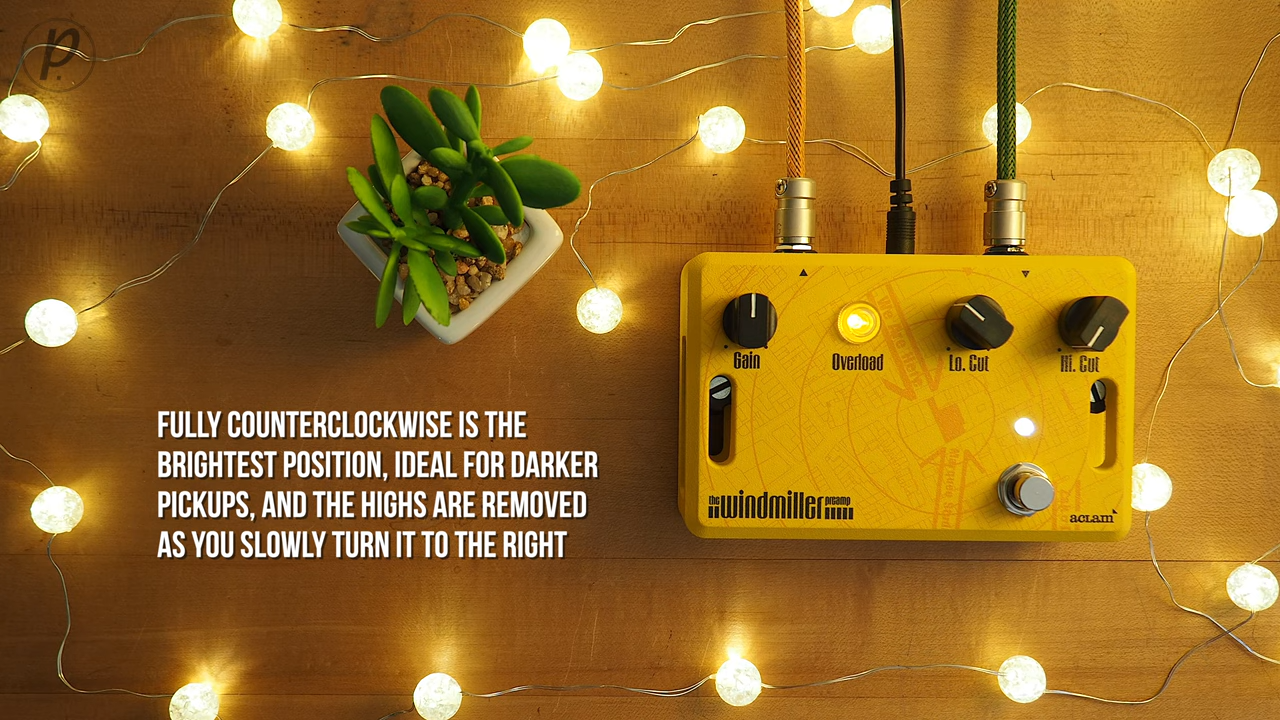 p
FULLY COUNTERCLOCKWISE IS THE
BRIGHTEST POSITION, IDEAL FOR DARKER
PICKUPS, AND THE HIGHS ARE REMOVED
AS YOU SLOWLY TURN IT TO THE RIGHT
Gain
Overload
Lo. Cut
Hi. Cut
the windmiller preamp
aclam